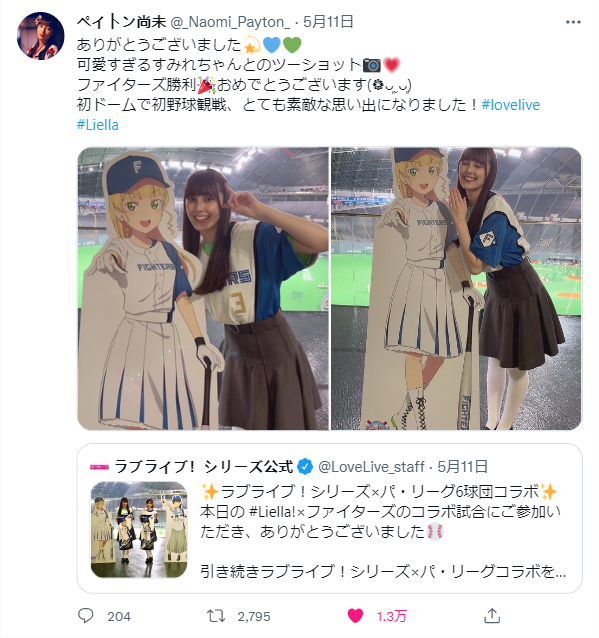 ペイトン尚未 @_Naomi_Payton_ · 5月11日
ありがとうございました💫💙💚
可愛すぎるすみれちゃんとのツーショット📷💗
ファイターズ勝利🎉おめでとうございます(❁ᴗ͈ˬᴗ͈)
初ドームで初野球観戦、とても素敵な思い出になりました！#lovelive
#Liella
F
FIGHTERS
RS
3
FIGHTERS
ラブライブ！シリーズ公式 @LoveLive_staff · 5月11日
✨ラブライブ！シリーズ×パ・リーグ6球団コラボ✨
本日の #Liella!×ファイターズのコラボ試合にご参加い
ただき、ありがとうございました⚾
引き続きラブライブ！シリーズ×パ・リーグコラボを...
204 2,795 1.3万